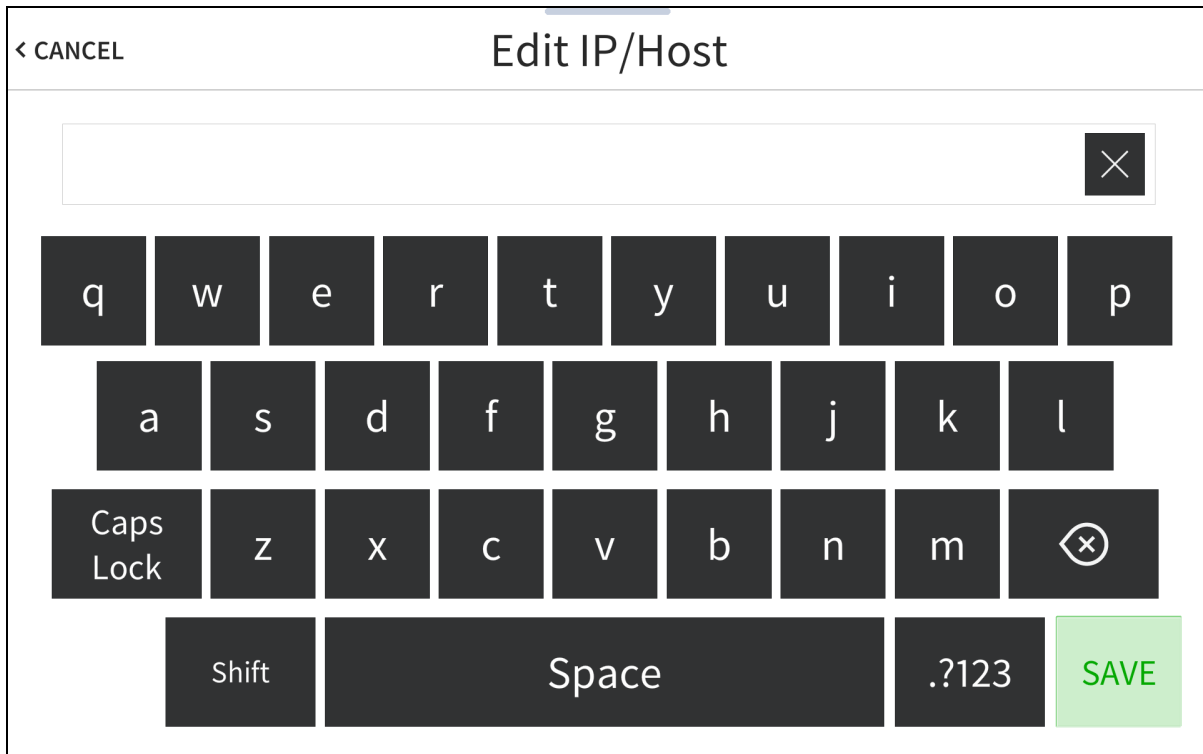 < CANCEL
Edit IP/Host
q w e r t y u i o p
a s d f g h j k l
Caps
Lock
z x c v b n m
Shift Space .?123 SAVE